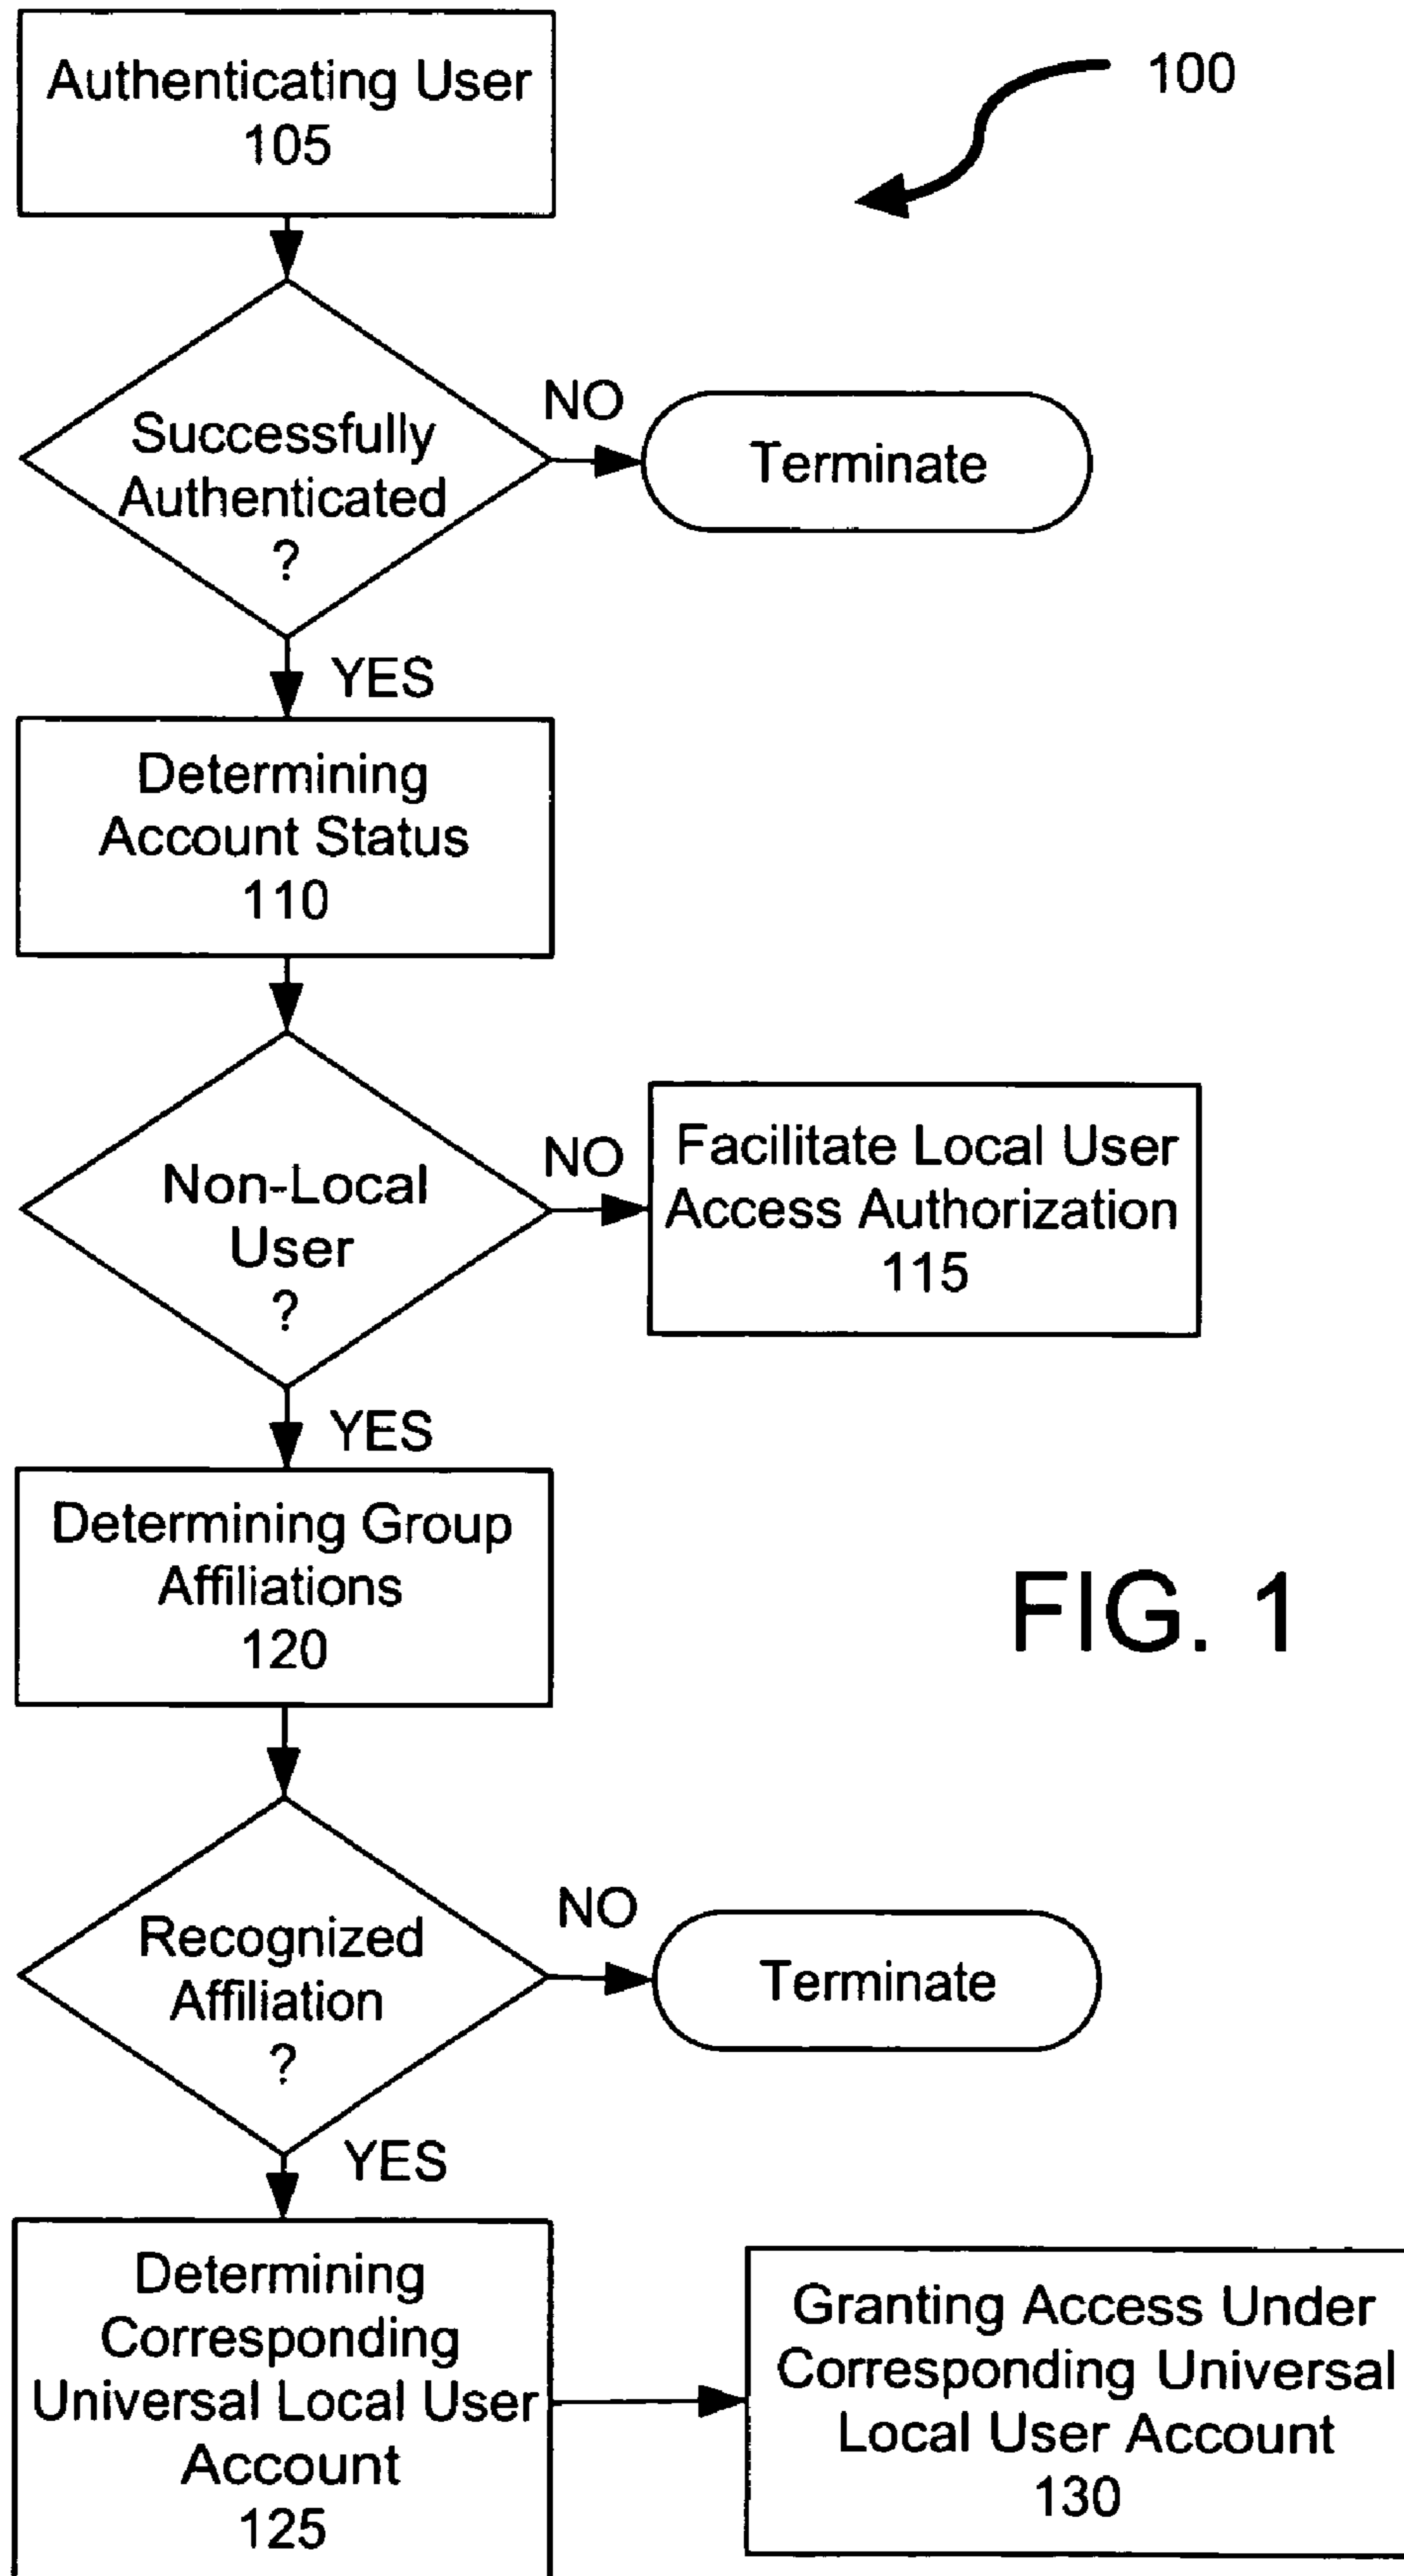 Authenticating User
105
100
Successfully
Authenticated
?
NO
Terminate
YES
Determining
Account Status
110
Non-Local
User
?
NO
Facilitate Local User
Access Authorization
115
YES
Determining Group
Affiliations
120
FIG. 1
Recognized
Affiliation
?
NO
Terminate
YES
Determining
Corresponding
Universal Local User
Account
125
Granting Access Under
Corresponding Universal
Local User Account
130